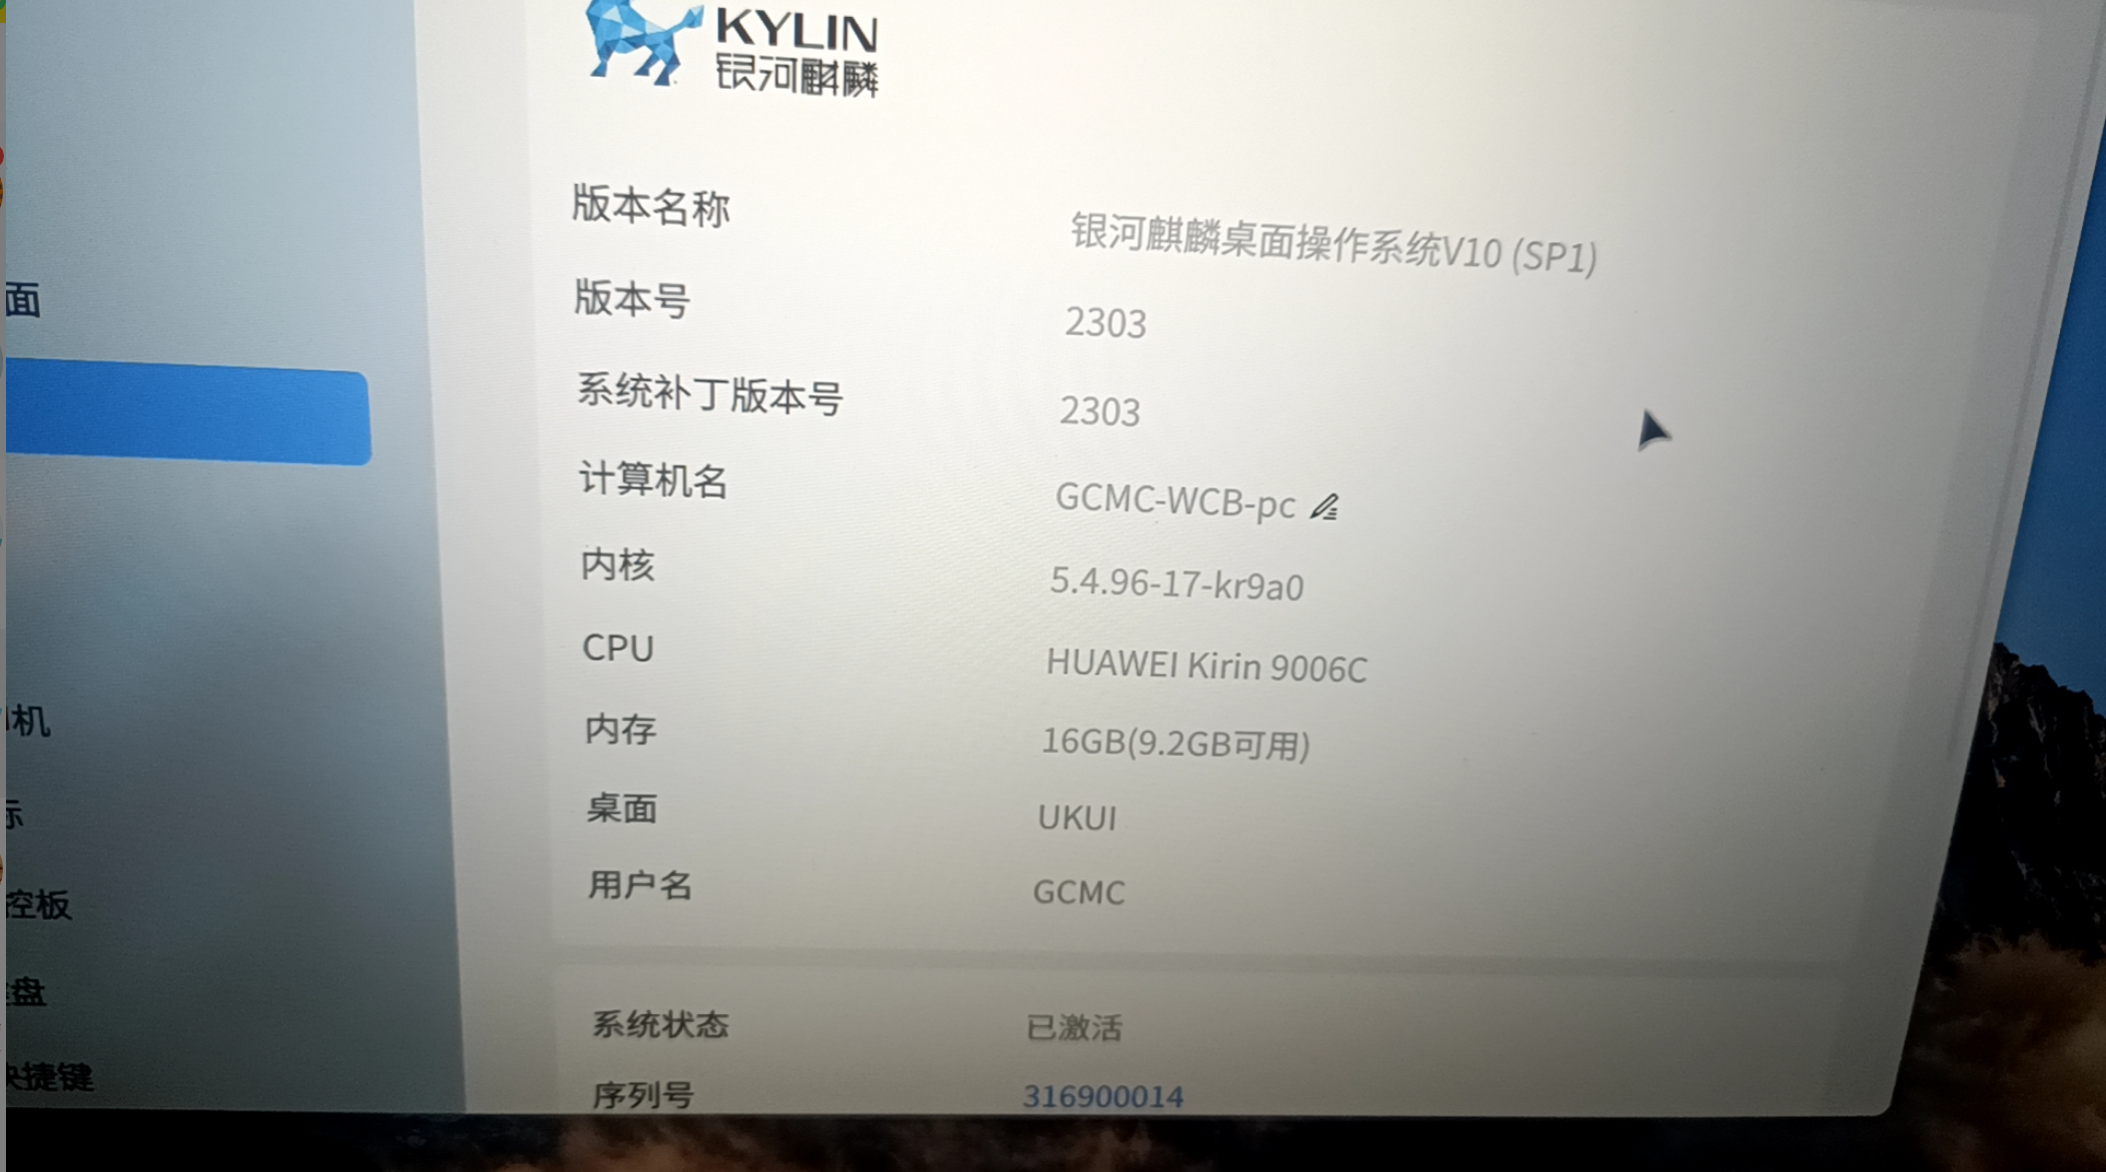 KYLIN
银河麒麟
版本名称
银河麒麟桌面操作系统V10 (SP1)
版本号
2303
系统补丁版本号
2303
计算机名
GCMC-WCB-pc
内核
5.4.96-17-kr9a0
CPU
HUAWEI Kirin 9006C
内存
16GB(9.2GB可用)
桌面
UKUI
用户名
GCMC
系统状态
已激活
序列号
316900014
面
机
标
控板
盘
快捷键